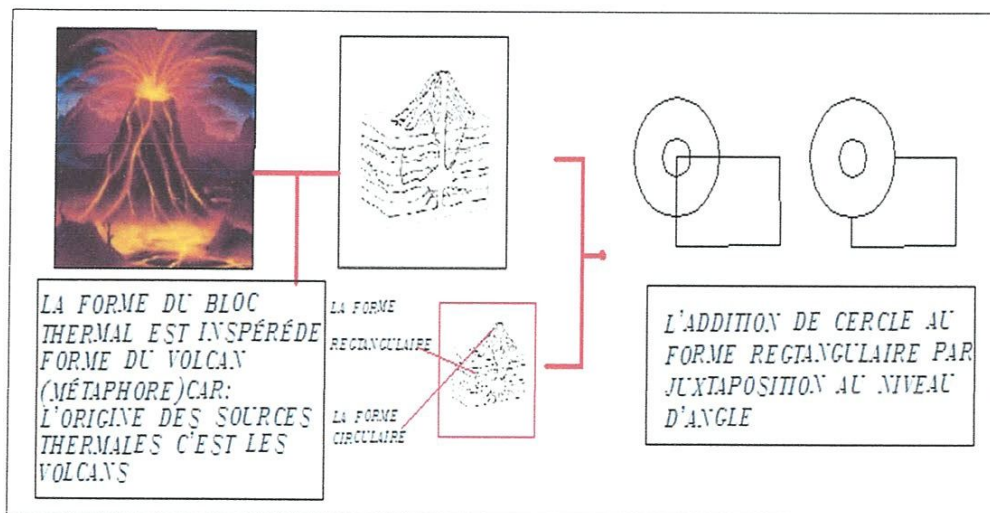 LA FORME DU BLOC
THERMAL EST INSPÉRÉDE
FORME DU VOLCAN
(MÉTAPHORE)CAR:
L'ORIGINE DES SOURCES
THERMALES C'EST LES
VOLCANS
LA FORME
REGTANGULAIRE
LA FORME
CIRCULAIRE
L'ADDITION DE CERCLE AU
FORME REGTANGULAIRE PAR
JUXTAPOSITION AU NIVEAU
D'ANGLE